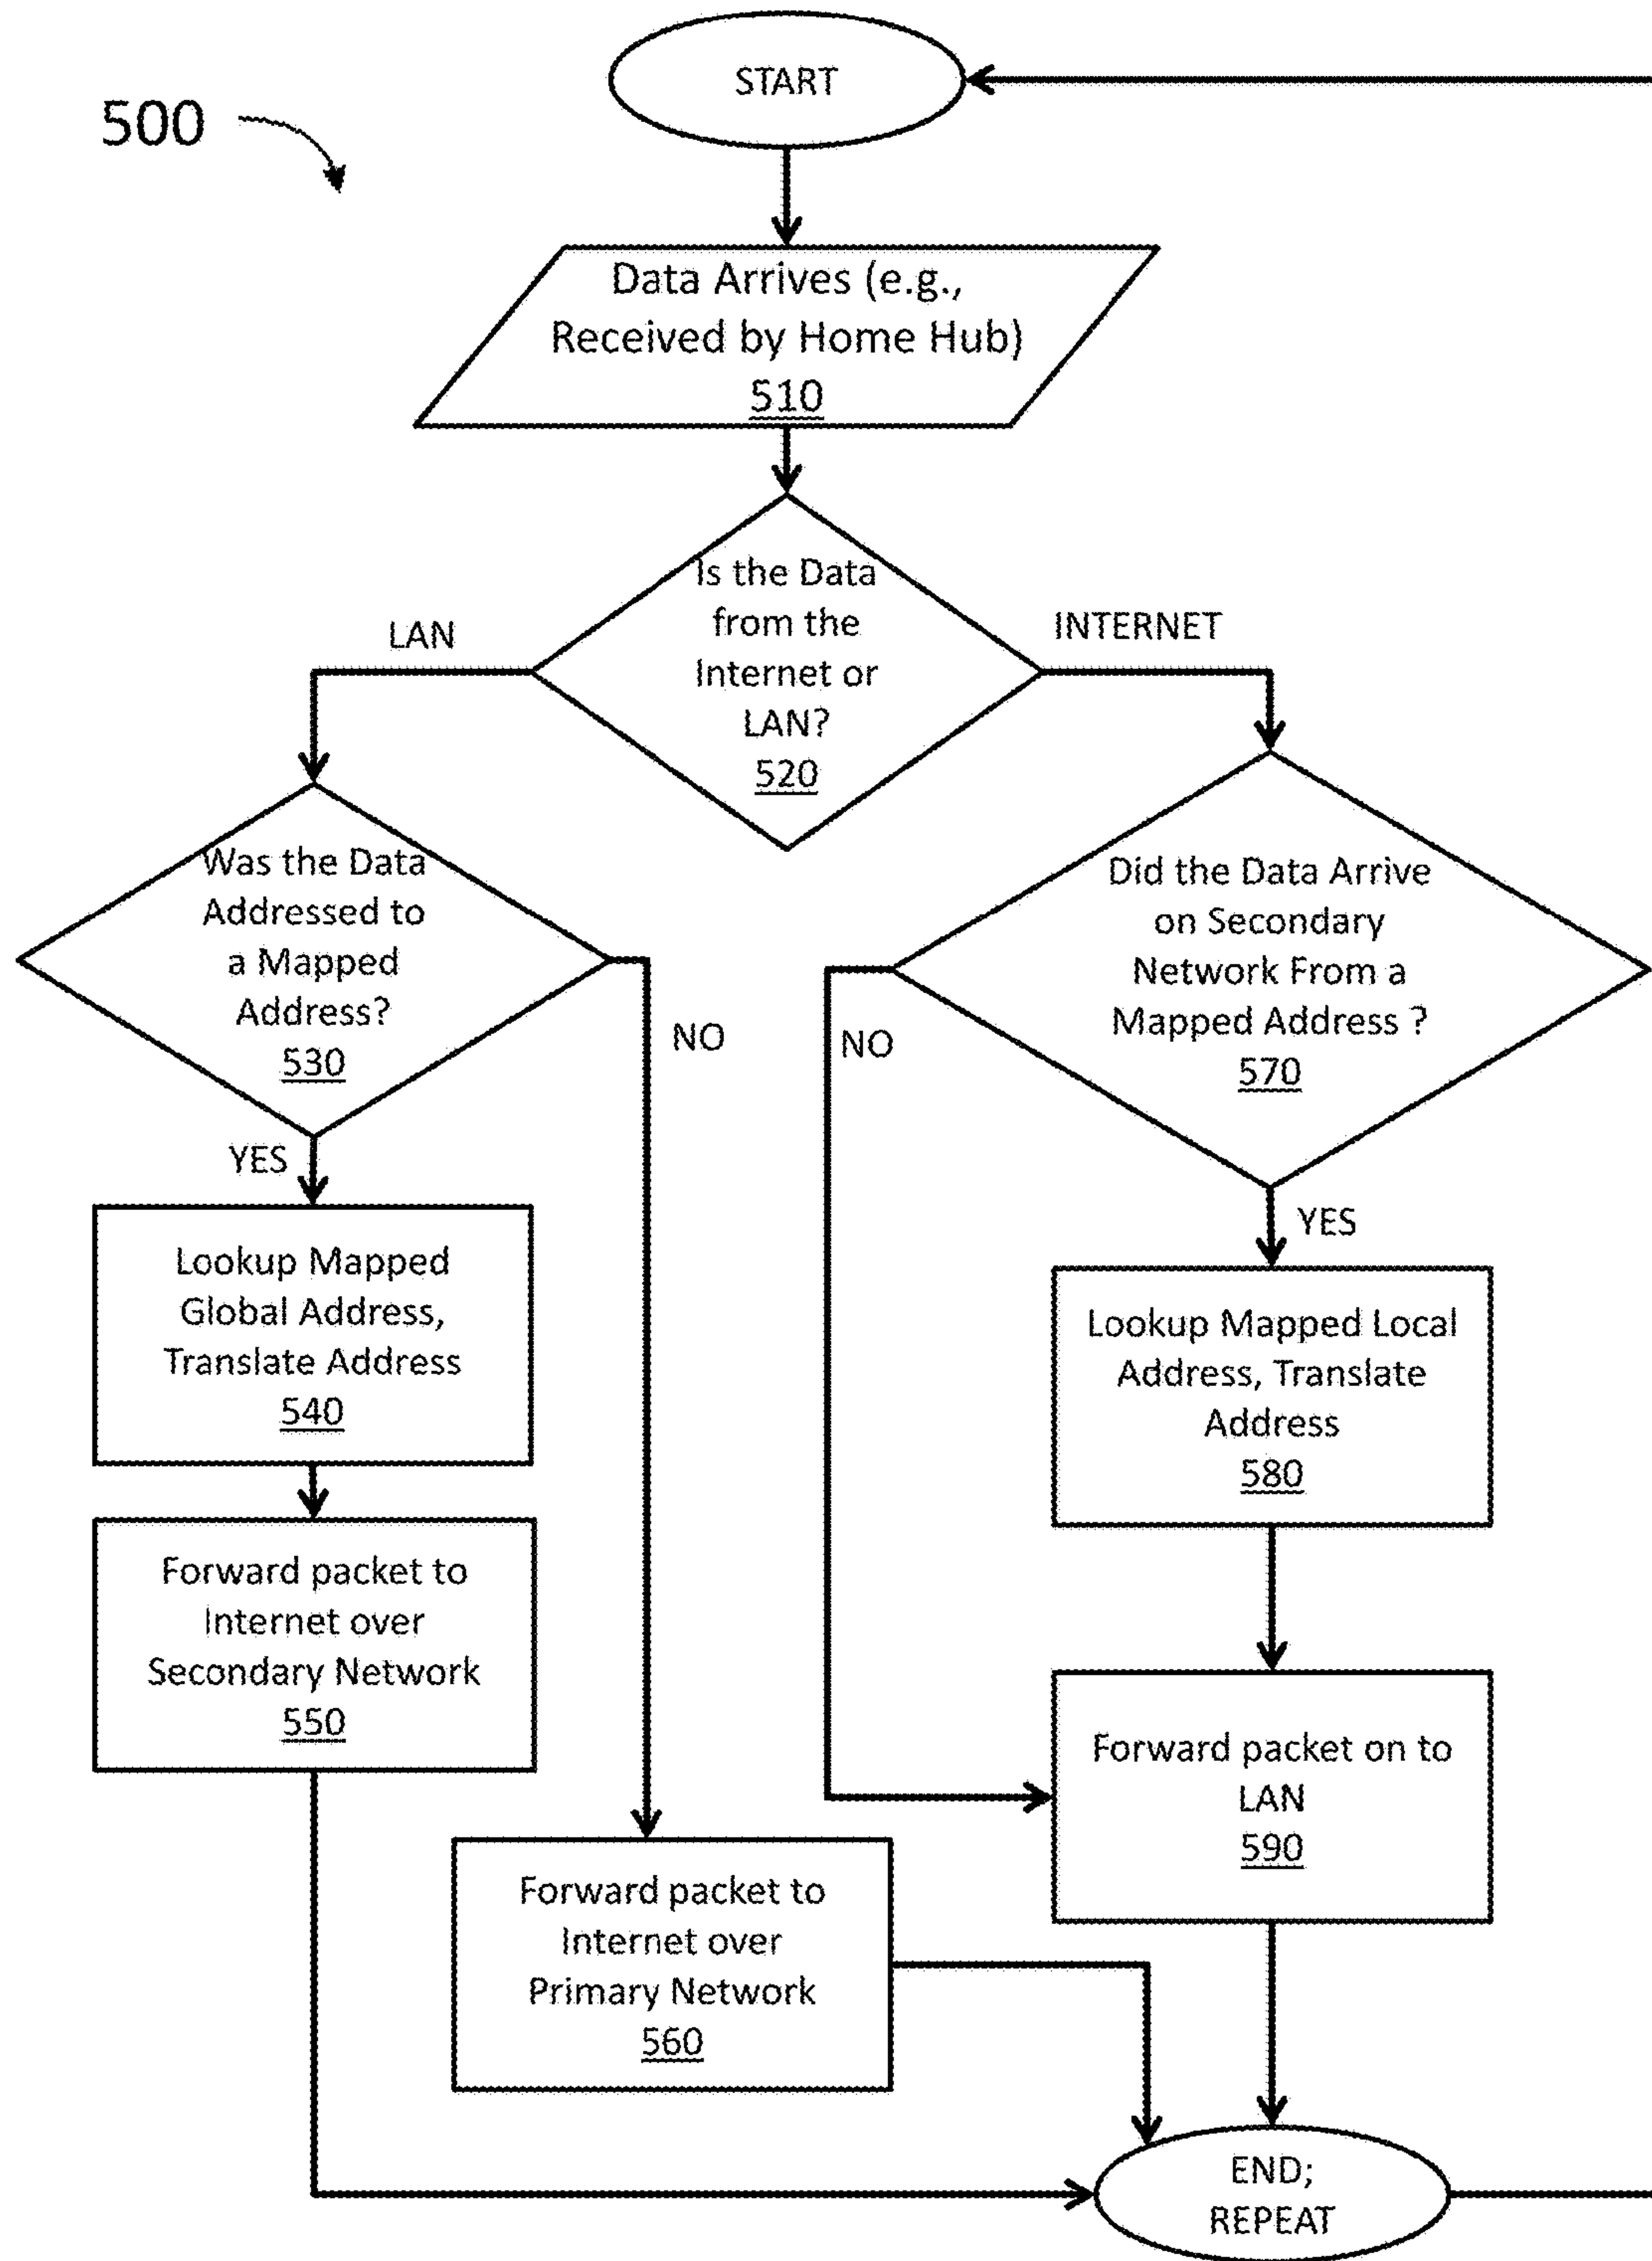 START
500
Data Arrives (e.g.,
Received by Home Hub)
510
Is the Data
from the
Internet or
LAN?
520
LAN
INTERNET
Was the Data
Addressed to
a Mapped
Address?
530
NO
YES
Did the Data Arrive
on Secondary
Network From a
Mapped Address ?
570
NO
YES
Lookup Mapped
Global Address,
Translate Address
540
Lookup Mapped Local
Address, Translate
Address
580
Forward packet to
Internet over
Secondary Network
550
Forward packet on to
LAN
590
Forward packet to
Internet over
Primary Network
560
END;
REPEAT